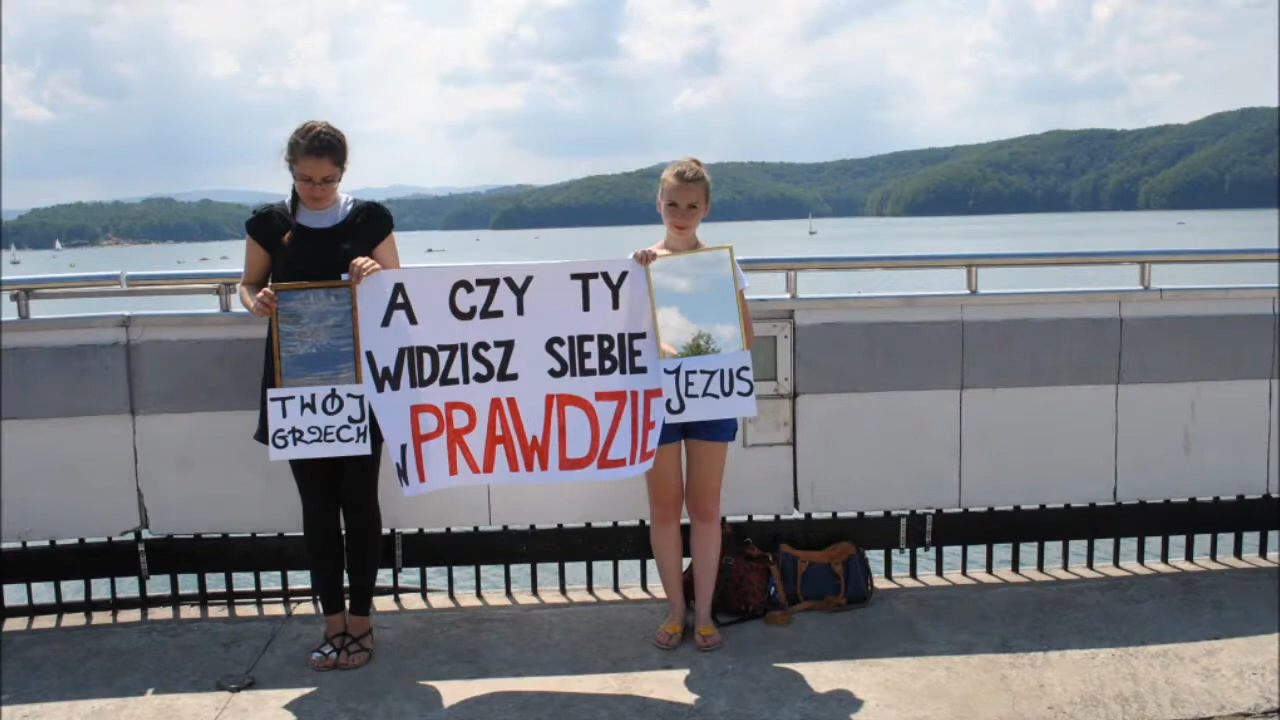 A CZY TY
WIDZISZ SIEBIE
W PRAWDZIE
TWÓJ
GRZECH
JEZUS